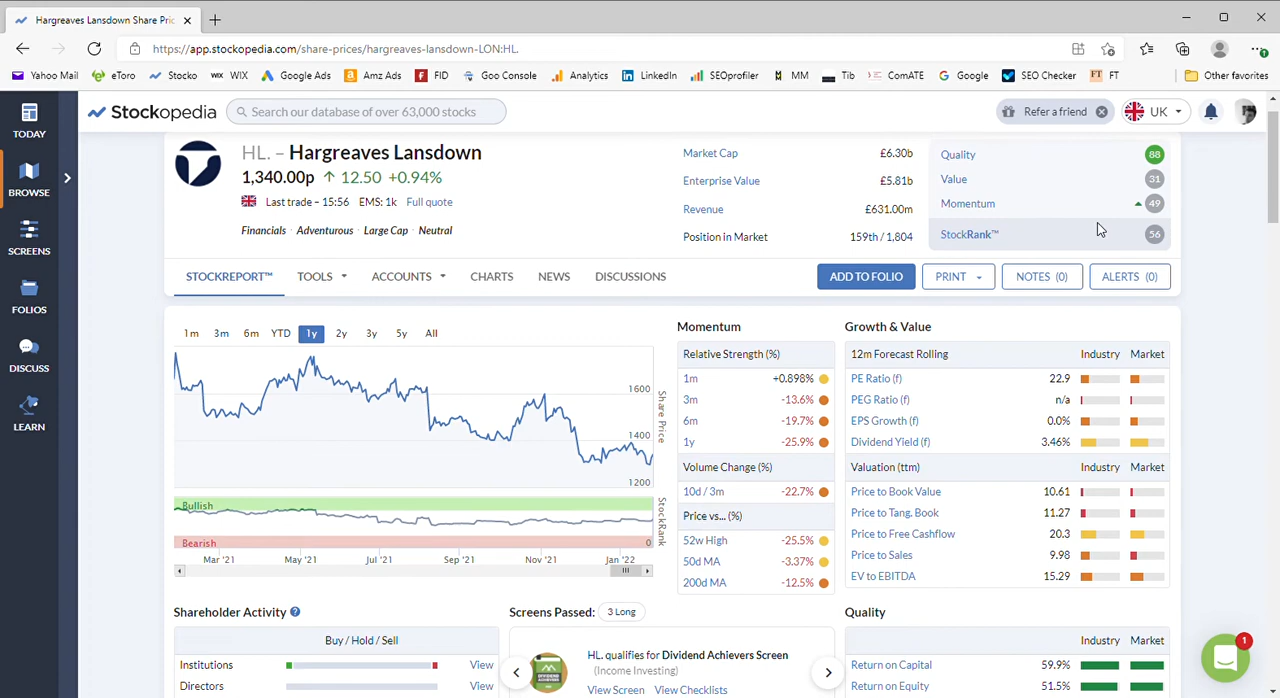 Hargreaves Lansdown Share Pric
https://app.stockopedia.com/share-prices/hargreaves-lansdown-LON:HL.
Yahoo Mail eToro Stocko WIX WIX Google Ads Amz Ads FID Goo Console Analytics LinkedIn SEOprofiler MM Tib ComATE Google SEO Checker FT FT Other favorites
Stockopedia Search our database of over 63,000 stocks Refer a friend UK
TODAY
BROWSE
SCREENS
FOLIOS
DISCUSS
LEARN
HL. – Hargreaves Lansdown
1,340.00p ↑ 12.50 +0.94%
Last trade – 15:56 EMS: 1k Full quote
Financials Adventurous Large Cap Neutral
Market Cap £6.30b
Enterprise Value £5.81b
Revenue £631.00m
Position in Market 159th / 1,804
Quality 88
Value 31
Momentum 49
StockRank™ 56
STOCKREPORT™ TOOLS ACCOUNTS CHARTS NEWS DISCUSSIONS ADD TO FOLIO PRINT NOTES (0) ALERTS (0)
1m 3m 6m YTD 1y 2y 3y 5y All
1600
1400
1200
Share Price
Bullish
Bearish 0
StockRank
Mar '21 May '21 Jul '21 Sep '21 Nov '21 Jan '22
Momentum
Relative Strength (%)
1m +0.898%
3m -13.6%
6m -19.7%
1y -25.9%
Volume Change (%)
10d / 3m -22.7%
Price vs... (%)
52w High -25.5%
50d MA -3.37%
200d MA -12.5%
Growth & Value
12m Forecast Rolling Industry Market
PE Ratio (f) 22.9
PEG Ratio (f) n/a
EPS Growth (f) 0.0%
Dividend Yield (f) 3.46%
Valuation (ttm) Industry Market
Price to Book Value 10.61
Price to Tang. Book 11.27
Price to Free Cashflow 20.3
Price to Sales 9.98
EV to EBITDA 15.29
Shareholder Activity ?
Buy / Hold / Sell
Institutions View
Directors View
Screens Passed: 3 Long
DIVIDEND ACHIEVERS
HL. qualifies for Dividend Achievers Screen
(Income Investing)
View Screen View Checklists
Quality
Industry Market
Return on Capital 59.9%
Return on Equity 51.5%
1